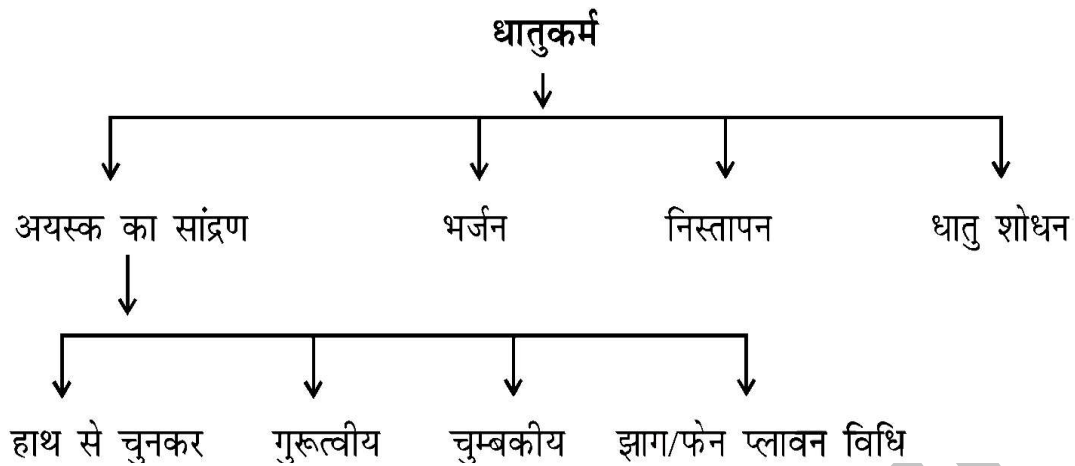 धातुकर्म
अयस्क का सांद्रण भर्जन निस्तापन धातु शोधन
हाथ से चुनकर गुरूत्वीय चुम्बकीय झाग/फेन प्लावन विधि